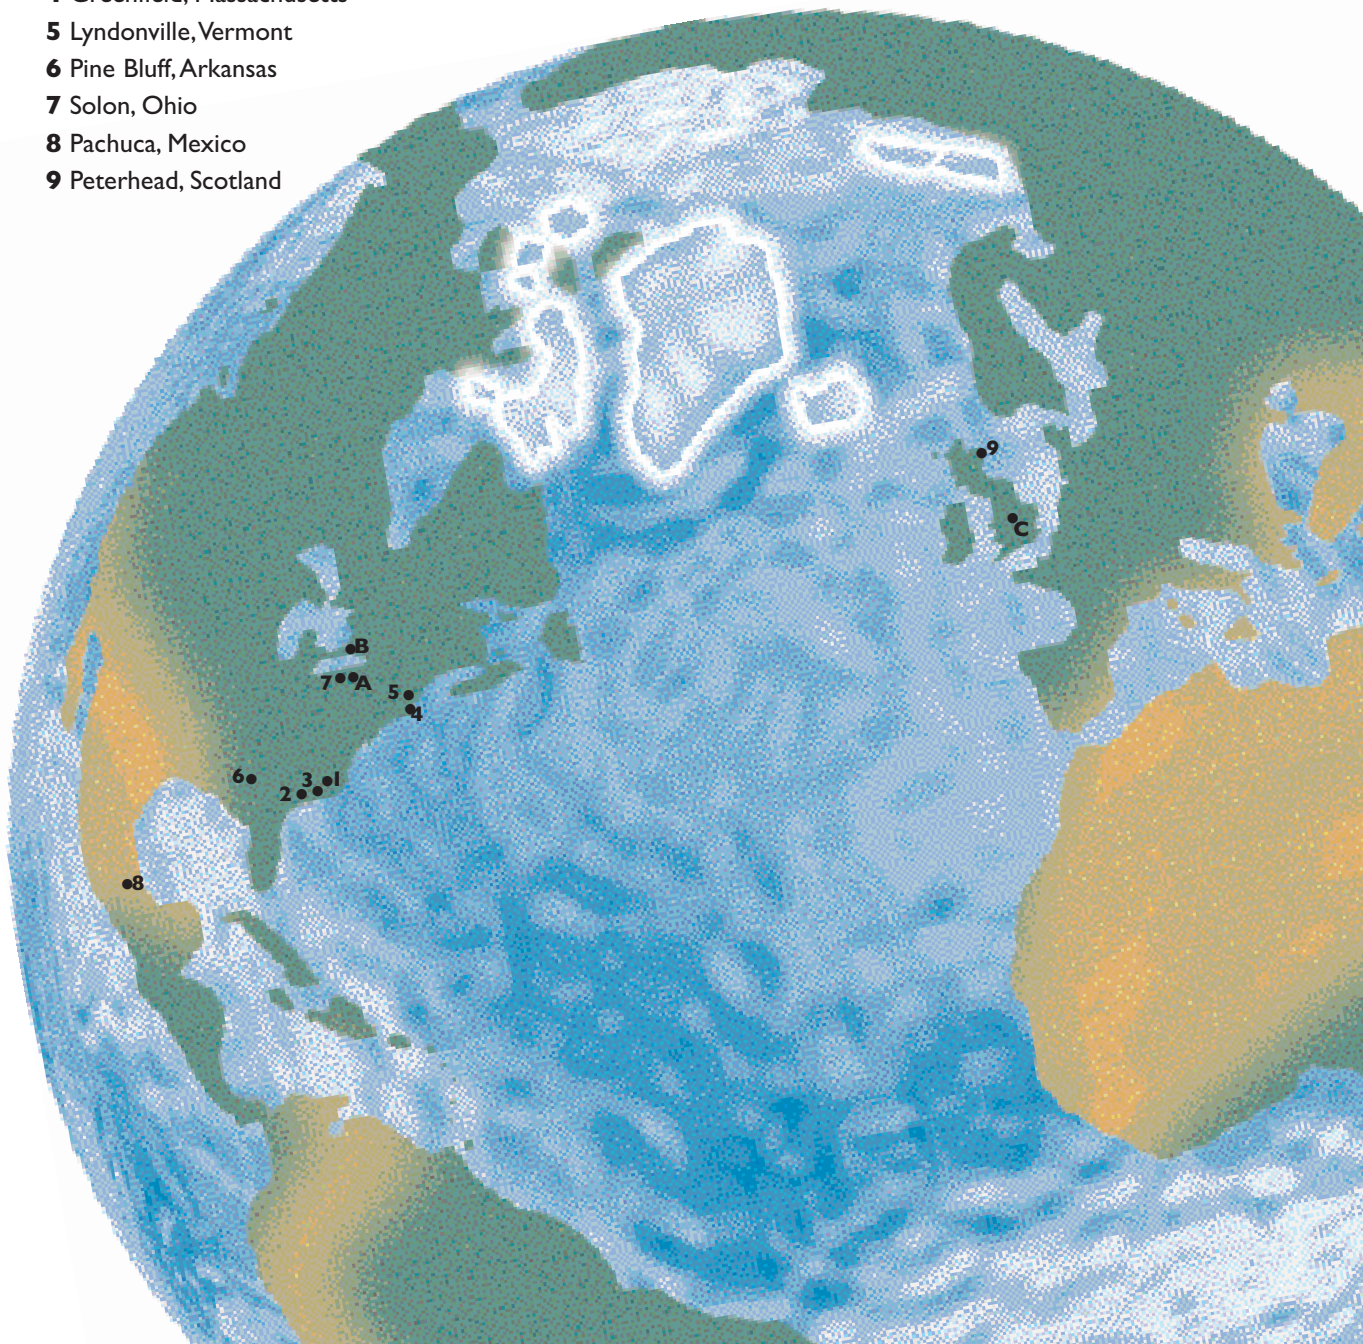 5 Lyndonville, Vermont
6 Pine Bluff, Arkansas
7 Solon, Ohio
8 Pachuca, Mexico
9 Peterhead, Scotland
9
C
B
7 A
5
4
6
3 1
2
8